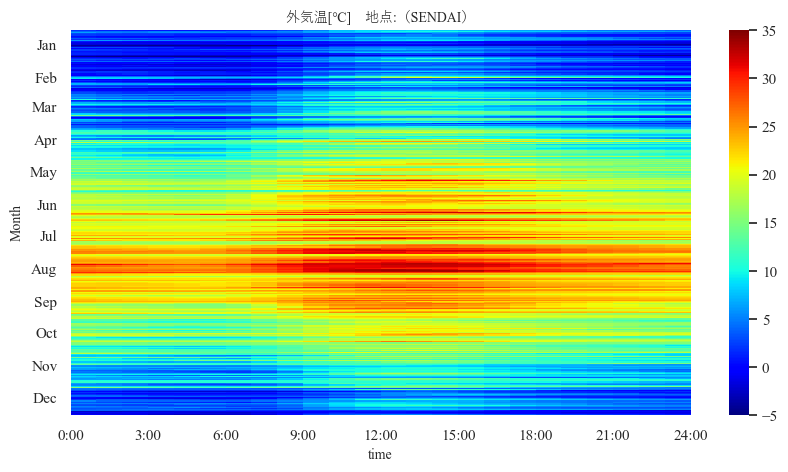 外気温[℃]　地点:（SENDAI）
Month
Jan
Feb
Mar
Apr
May
Jun
Jul
Aug
Sep
Oct
Nov
Dec
0:00 3:00 6:00 9:00 12:00 15:00 18:00 21:00 24:00
time
35
30
25
20
15
10
5
0
−5